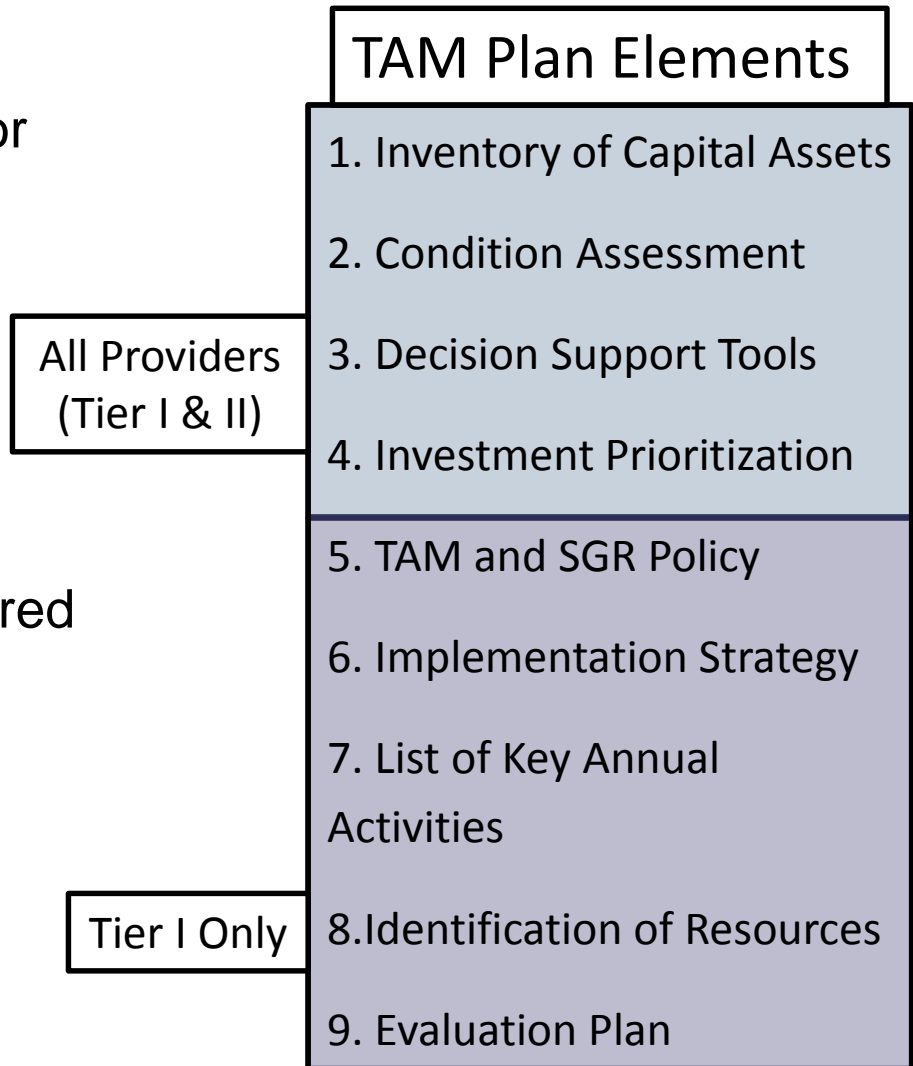 TAM Plan Elements
or
1. Inventory of Capital Assets
2. Condition Assessment
All Providers
(Tier I & II)
3. Decision Support Tools
4. Investment Prioritization
5. TAM and SGR Policy
red
6. Implementation Strategy
7. List of Key Annual
Activities
Tier I Only
8.Identification of Resources
9. Evaluation Plan